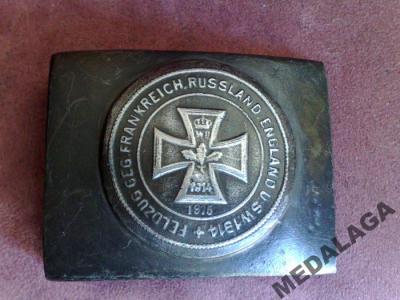 FELDZUG GEG. FRANKREICH. RUSSLAND ENGLAND U S W 1914
W
1914
1915
MEDALAGA